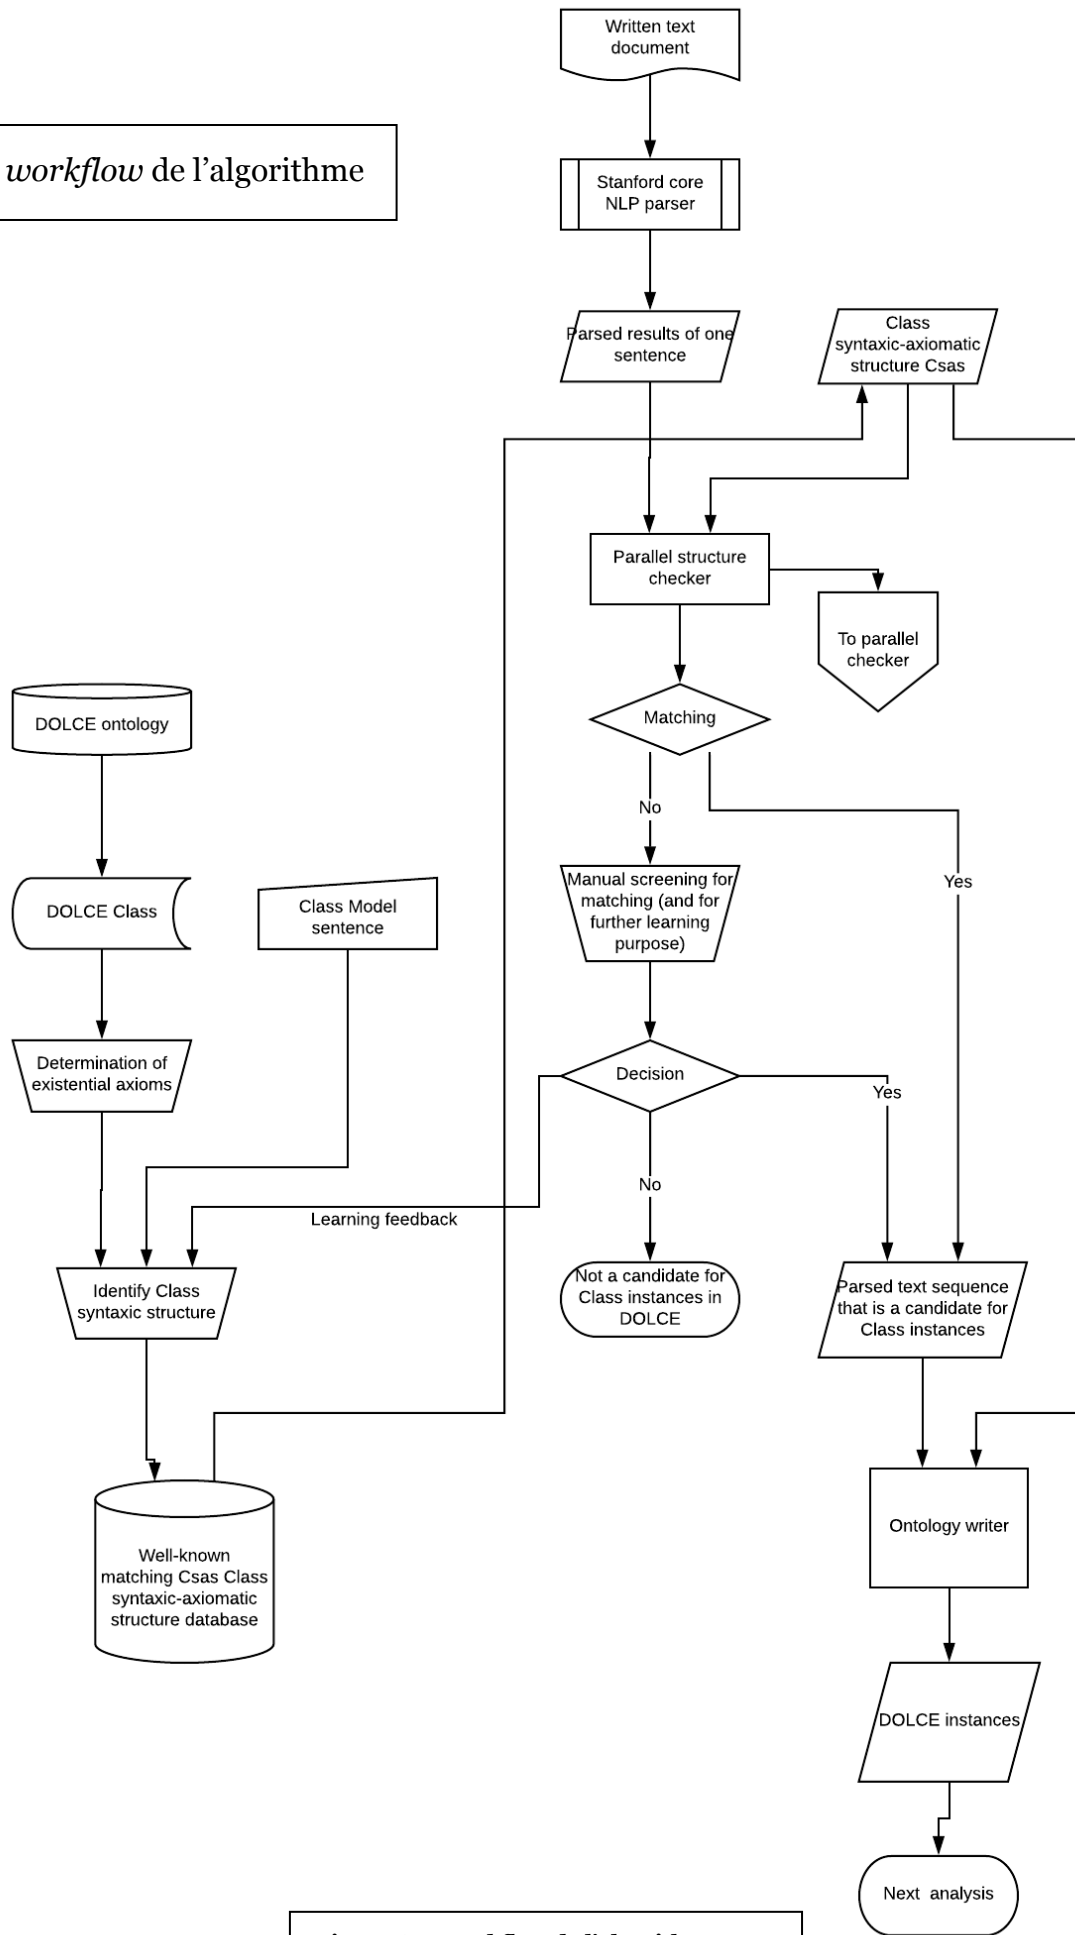 Written text
document
workflow de l’algorithme
Stanford core
NLP parser
Parsed results of one
sentence
Class
syntaxic-axiomatic
structure Csas
Parallel structure
checker
To parallel
checker
DOLCE ontology
Matching
No
Yes
Manual screening for
matching (and for
further learning
purpose)
DOLCE Class
Class Model
sentence
Determination of
existential axioms
Decision
Yes
No
Learning feedback
Identify Class
syntaxic structure
Not a candidate for
Class instances in
DOLCE
Parsed text sequence
that is a candidate for
Class instances
Ontology writer
Well-known
matching Csas Class
syntaxic-axiomatic
structure database
DOLCE instances
Next analysis